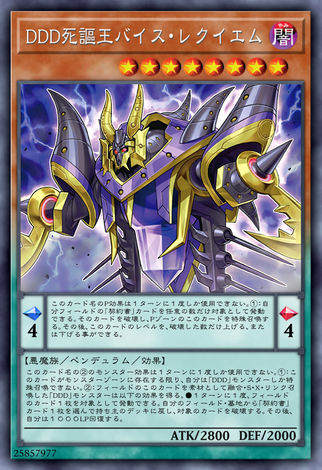 DDD死謳王バイス・レクイエム
闇
やみ
このカード名のP効果は1ターンに1度しか使用できない。①:自
分フィールドの「契約書」カードを任意の数だけ対象として発動
できる。そのカードを破壊し、PゾーンのこのカードをÂ特殊召喚す
る。その後、このカードのレベルを、破壊した数だけ上げる、また
は下げる事ができる。
4
4
【悪魔族/ペンデュラム/効果】
このカード名の②のモンスター効果は1ターンに1度しか使用できない。①:こ
のカードがモンスターゾーンに存在する限り、自分は「DDD」モンスターしか特
殊召喚できない。②:フィールドのこのカードを素材として融合・S・X・リンク召
喚した「DDD」モンスターは以下の効果を得る。●1ターンに1度、フィールド
のカード1枚を対象として発動できる。自分のフィールド・墓地から「契約書」
カード1枚を選んで持ち主のデッキに戻し、対象のカードを破壊する。その後、
自分は1000LP回復する。
ATK/2800 DEF/2000
25857977